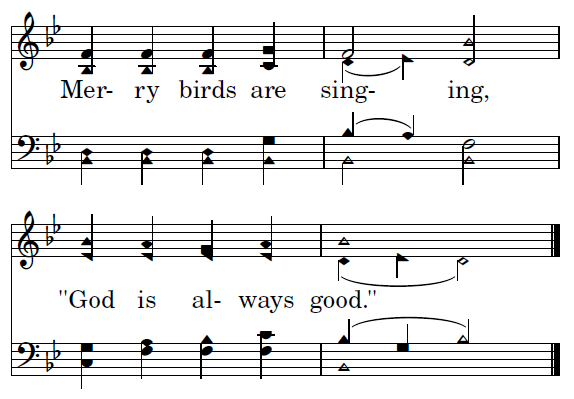 Mer- ry birds are sing- ing,
"God is al- ways good."